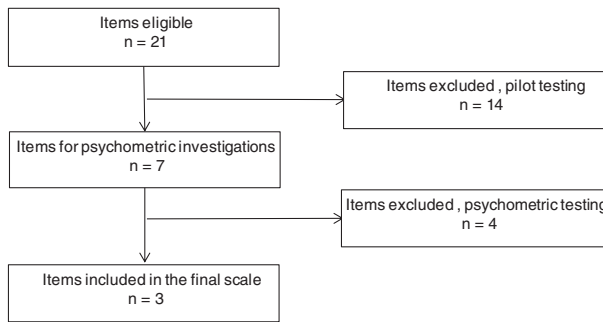 Items eligible
n = 21
Items excluded , pilot testing
n = 14
Items for psychometric investigations
n = 7
Items excluded , psychometric testing
n = 4
Items included in the final scale
n = 3